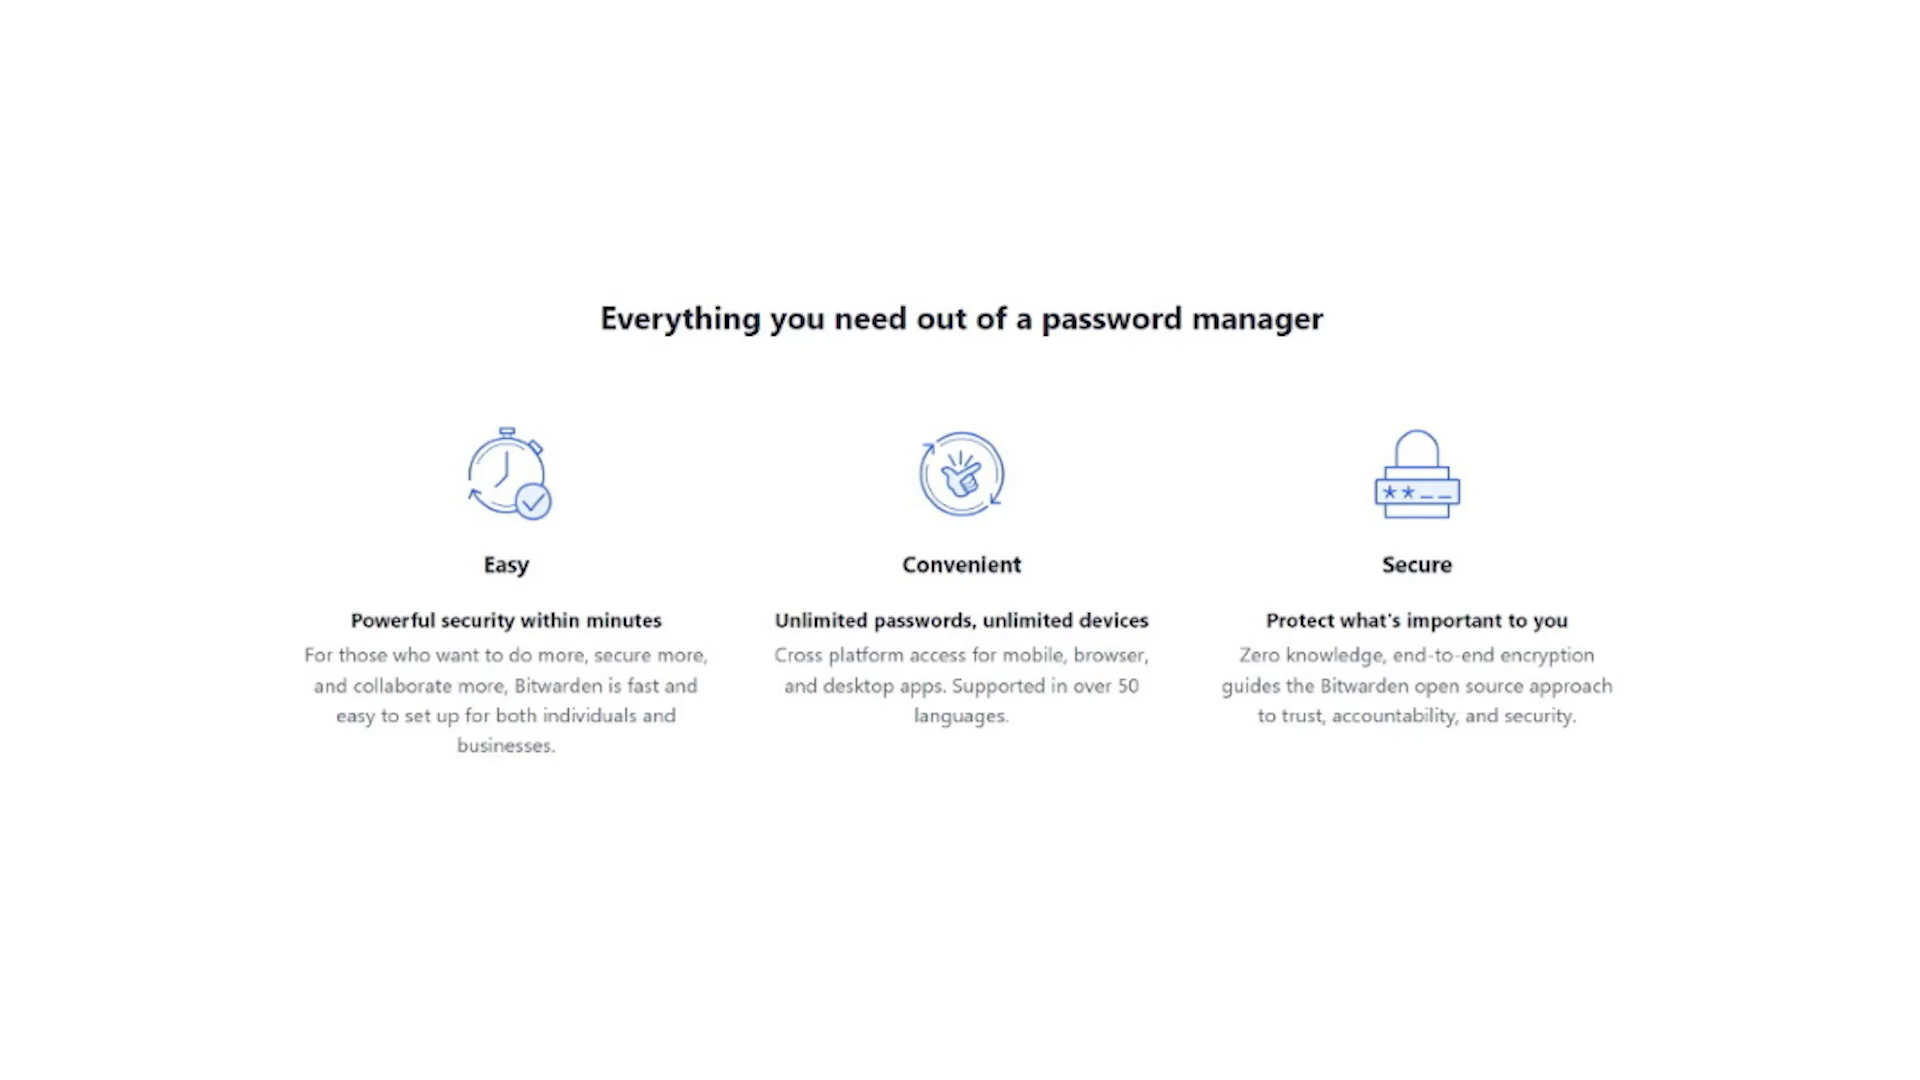 Everything you need out of a password manager
Easy
Powerful security within minutes
For those who want to do more, secure more,
and collaborate more, Bitwarden is fast and
easy to set up for both individuals and
businesses.
Convenient
Unlimited passwords, unlimited devices
Cross platform access for mobile, browser,
and desktop apps. Supported in over 50
languages.
**__
Secure
Protect what's important to you
Zero knowledge, end-to-end encryption
guides the Bitwarden open source approach
to trust, accountability, and security.